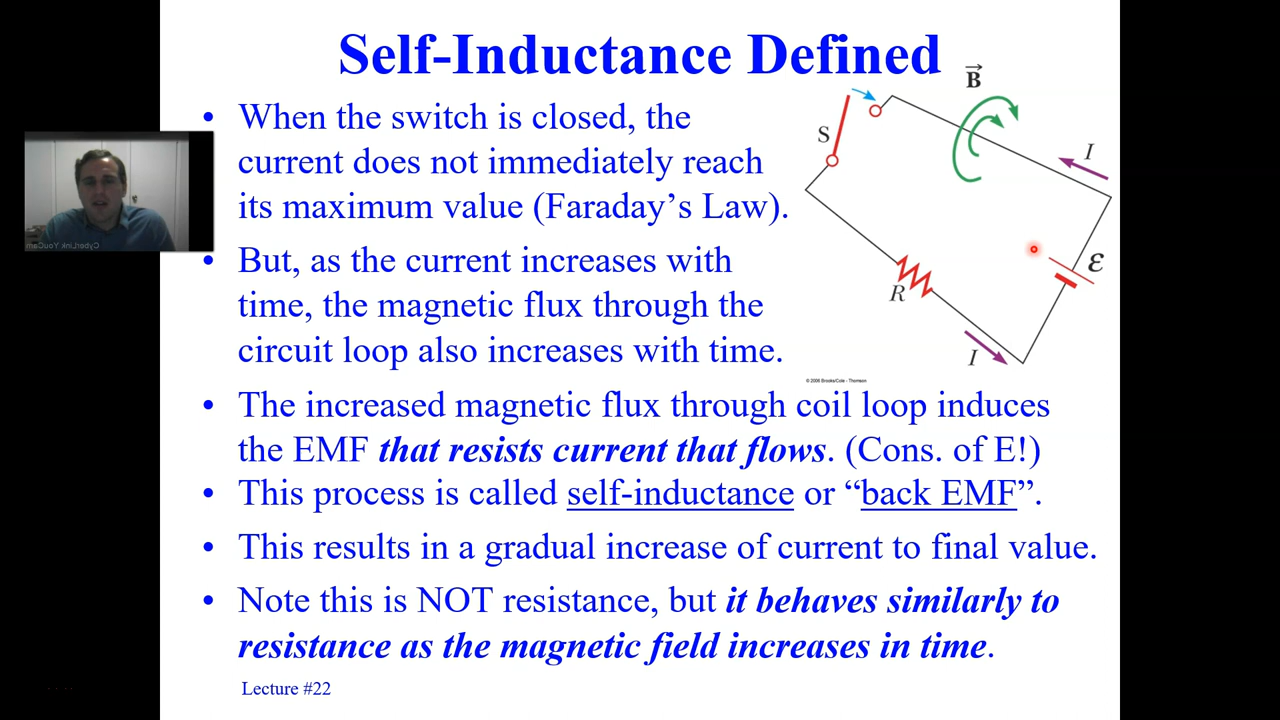 Self-Inductance Defined
• When the switch is closed, the
current does not immediately reach
its maximum value (Faraday’s Law).
• But, as the current increases with
time, the magnetic flux through the
circuit loop also increases with time.
• The increased magnetic flux through coil loop induces
the EMF that resists current that flows. (Cons. of E!)
• This process is called self-inductance or “back EMF”.
• This results in a gradual increase of current to final value.
• Note this is NOT resistance, but it behaves similarly to
resistance as the magnetic field increases in time.
Lecture #22
B
S
I
ε
R
I
© 2006 Brooks/Cole - Thomson
CyberLink YouCam